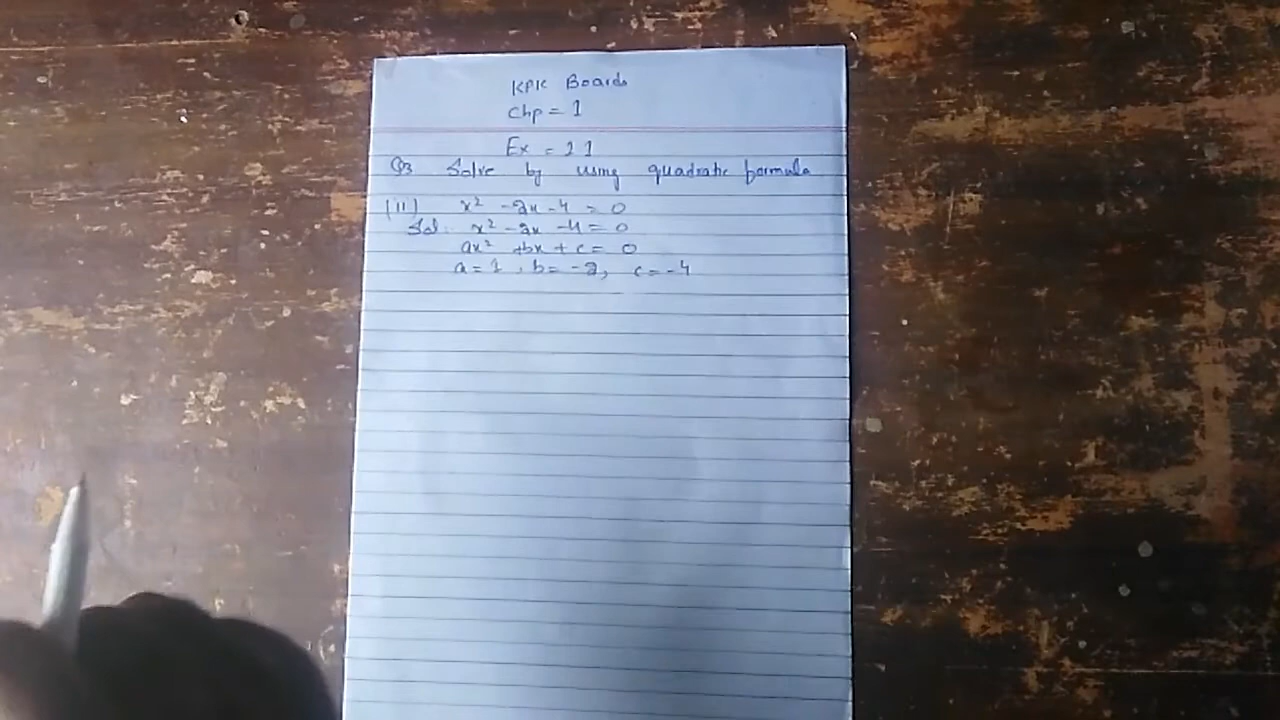 KPK Boards
Chp = 1
Ex = 1 1
Q3 Solve by using quadratic formula
(11) x² -2x -4 = 0
Sol: x² -2x -4 = 0
ax² +bx + c = 0
a = 1 , b = -2, c = -4